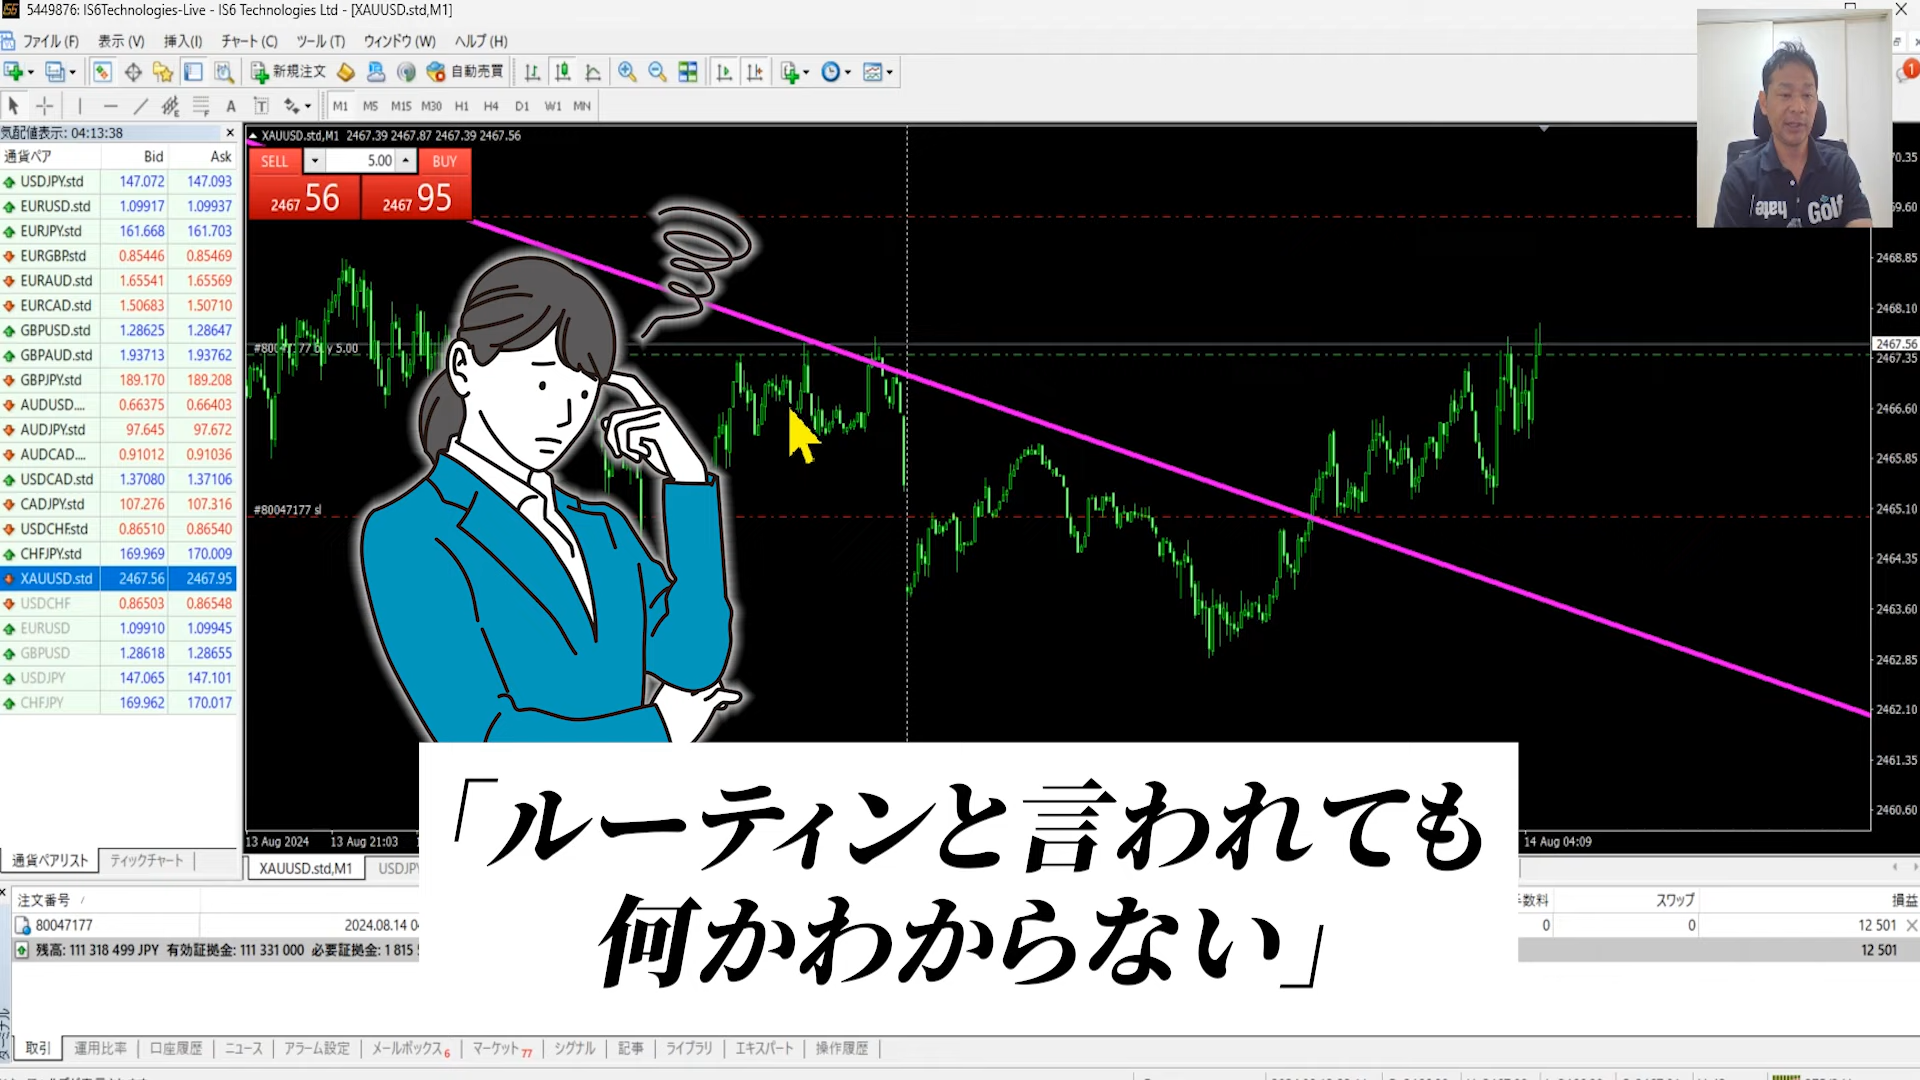 5449876: IS6Technologies-Live - IS6 Technologies Ltd - [XAUUSD.std,M1]
ファイル (F) 表示 (V) 挿入(I) チャート (C) ツール (T) ウィンドウ (W) ヘルプ (H)
新規注文 自動売買
M1 M5 M15 M30 H1 H4 D1 W1 MN
気配値表示: 04:13:38
通貨ペア Bid Ask
USDJPY.std 147.072 147.093
EURUSD.std 1.09917 1.09937
EURJPY.std 161.668 161.703
EURGBP.std 0.85446 0.85469
EURAUD.std 1.65541 1.65569
EURCAD.std 1.50683 1.50710
GBPUSD.std 1.28625 1.28647
GBPAUD.std 1.93713 1.93762
GBPJPY.std 189.170 189.208
AUDUSD.... 0.66375 0.66403
AUDJPY.std 97.645 97.672
AUDCAD.... 0.91012 0.91036
USDCAD.std 1.37080 1.37106
CADJPY.std 107.276 107.316
USDCHF.std 0.86510 0.86540
CHFJPY.std 169.969 170.009
XAUUSD.std 2467.56 2467.95
USDCHF 0.86503 0.86548
EURUSD 1.09910 1.09945
GBPUSD 1.28618 1.28655
USDJPY 147.065 147.101
CHFJPY 169.962 170.017
通貨ペアリスト ティックチャート
XAUUSD.std,M1 2467.39 2467.87 2467.39 2467.56
SELL 5.00 BUY
2467 56 2467 95
#80047177 sl
hate Golf
2468.85
2468.10
2467.56
2467.35
2466.60
2465.85
2465.10
2464.35
2463.60
2462.85
2462.10
2461.35
2460.60
13 Aug 2024 13 Aug 21:03 14 Aug 04:09
XAUUSD.std,M1
「ルーティンと言われても
何かわからない」
注文番号 / スワップ 損益
80047177 2024.08.14 0 0 12 501
残高: 111 318 499 JPY 有効証拠金: 111 331 000 必要証拠金: 1 815 12 501
取引 運用比率 口座履歴 ニュース アラーム設定 メールボックス 6 マーケット 77 シグナル 記事 ライブラリ エキスパート 操作履歴